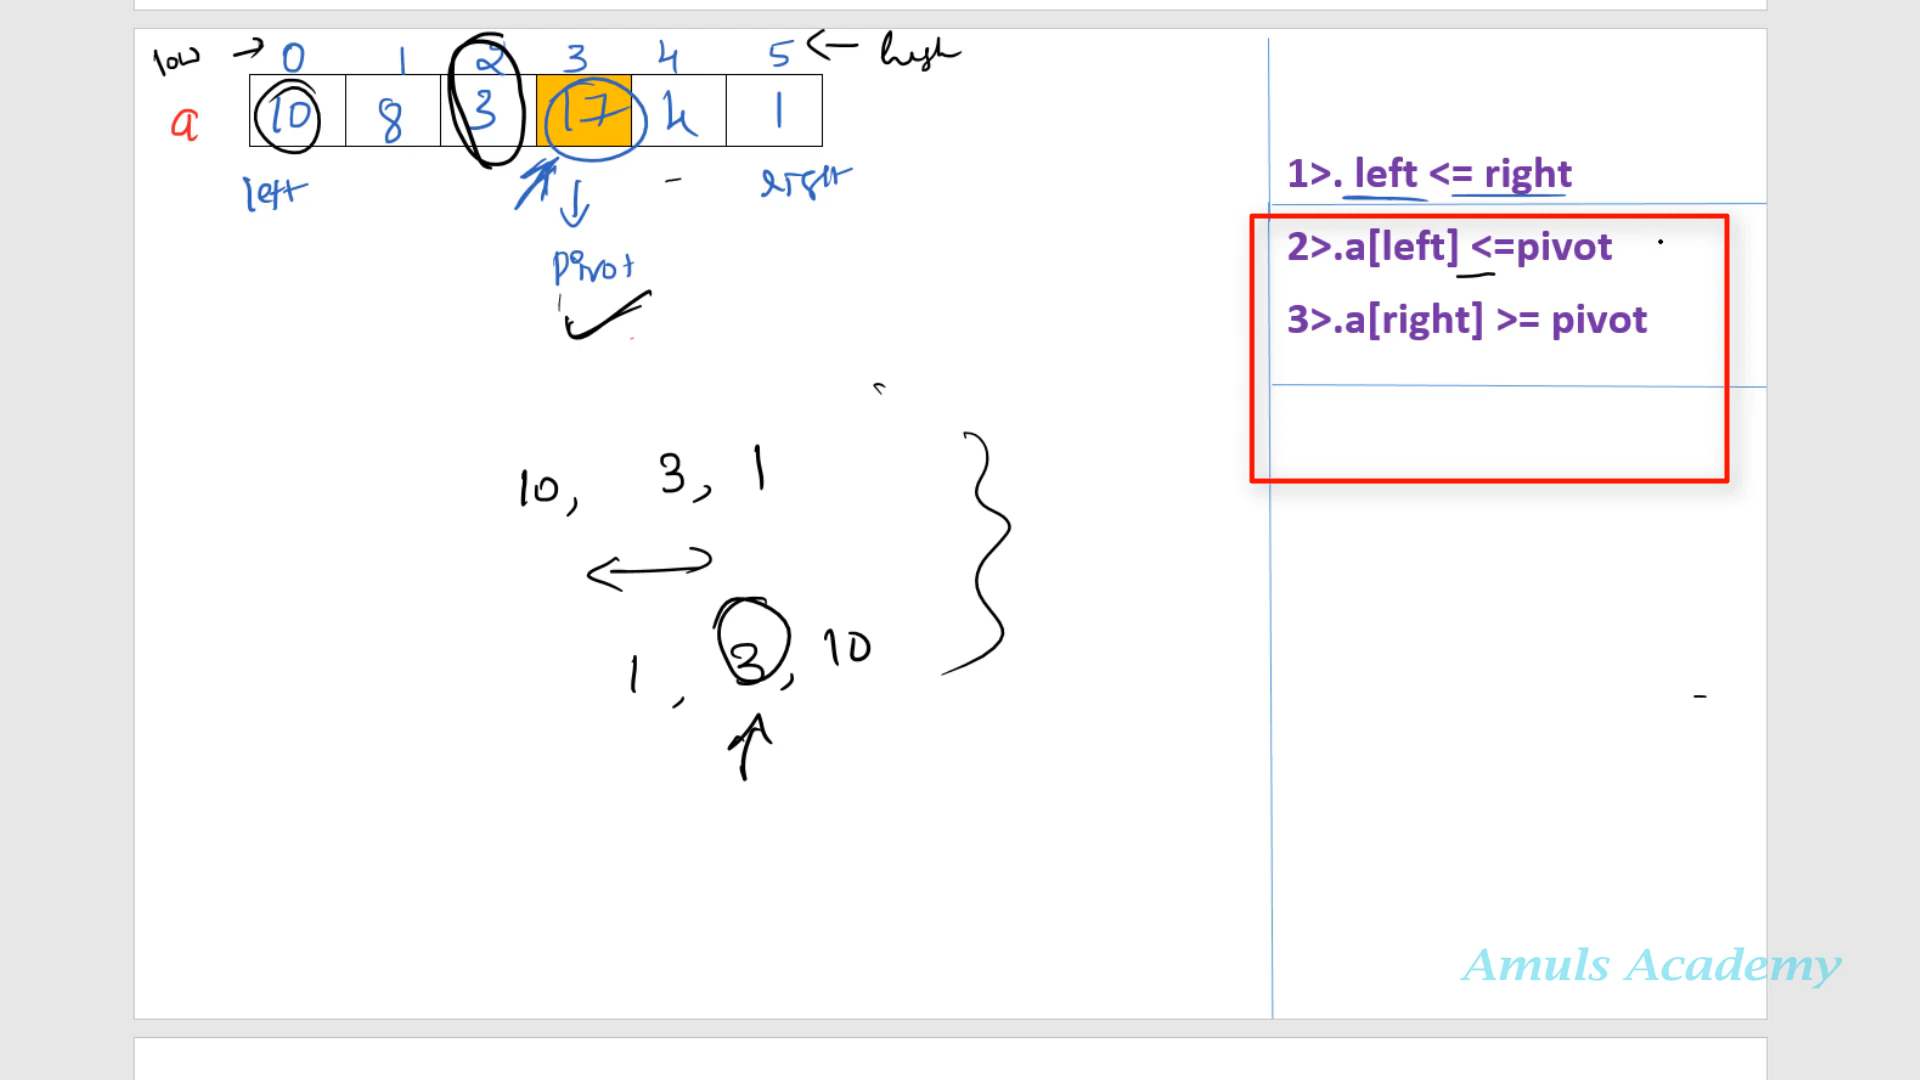 low → 0 1 2 3 4 5 ← high
a 10 8 3 17 4 1
left right
pivot
10, 3, 1
1, 3, 10
1>. left <= right
2>.a[left] <=pivot
3>.a[right] >= pivot
Amuls Academy